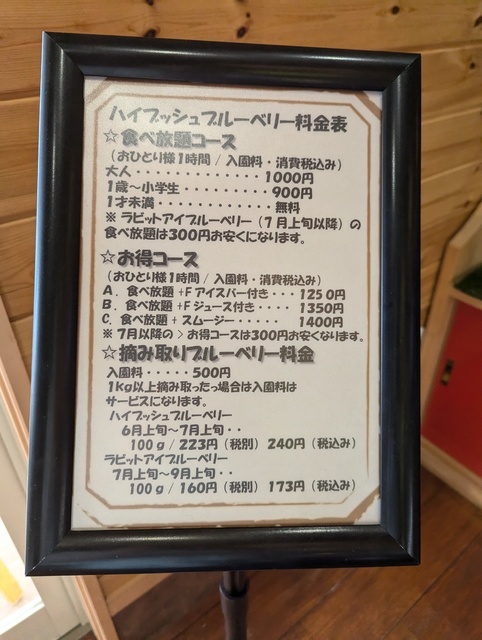 ハイブッシュブルーベリー料金表
☆食べ放題コース
（おひとり様1時間 / 入園料・消費税込み）
大人・・・・・・・・・・・・・・1000円
1歳～小学生・・・・・・・・・900円
1才未満・・・・・・・・・・・・無料
※ ラビットアイブルーベリー（7月上旬以降）の
食べ放題は300円お安くになります。
☆お得コース
（おひとり様1時間 / 入園料・消費税込み）
A．食べ放題 +Fアイスバー付き・・・1250円
B．食べ放題 +Fジュース付き・・・・1350円
C．食べ放題 + スムージー・・・・ 1400円
※ 7月以降の > お得コースは300円お安くなります。
☆摘み取りブルーベリー料金
入園料・・・・・500円
1kg以上摘み取ったっ場合は入園料は
サービスになります。
ハイブッシュブルーベリー
6月上旬～7月上旬・・
100g / 223円（税別）240円（税込み）
ラビットアイブルーベリー
7月上旬～9月上旬・・
100g / 160円（税別）173円（税込み）